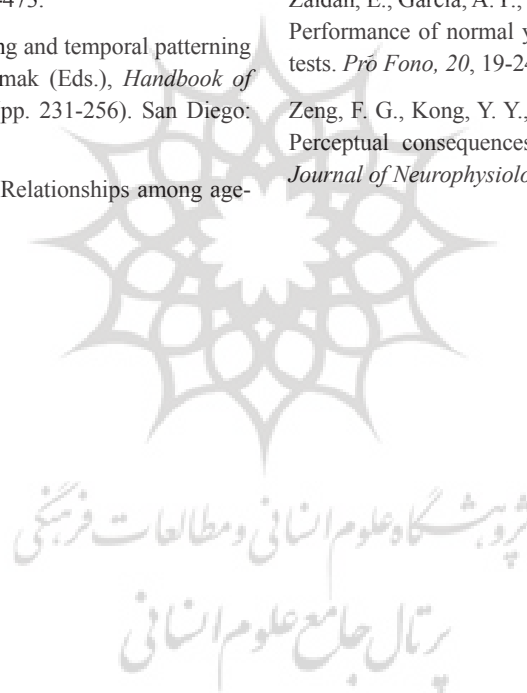 -473.
ng and temporal patterning
mak (Eds.), Handbook of
pp. 231-256). San Diego:
Relationships among age-
Zaidan, E., Garcia, A. Y.,
Performance of normal y
tests. Pró Fono, 20, 19-24
Zeng, F. G., Kong, Y. Y.,
Perceptual consequences
Journal of Neurophysiolo
پژوهشگاه علوم انسانی و مطالعات فرهنگی
پرتال جامع علوم انسانی